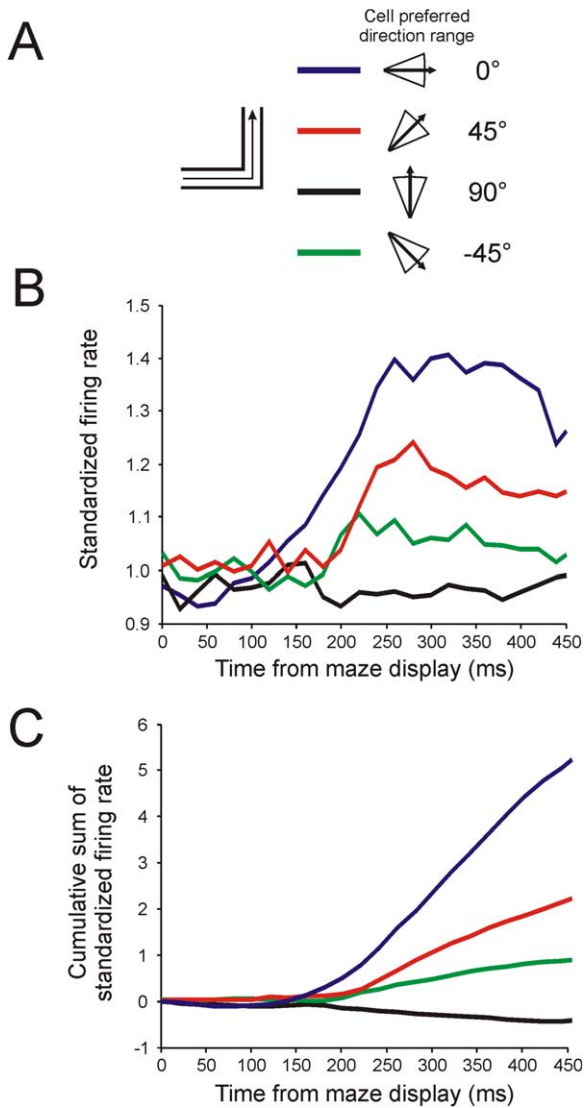 A
Cell preferred
direction range
0°
45°
90°
-45°
B
Standardized firing rate
1.5
1.4
1.3
1.2
1.1
1.0
0.9
0 50 100 150 200 250 300 350 400 450
Time from maze display (ms)
C
Cumulative sum of
standardized firing rate
6
5
4
3
2
1
0
-1
0 50 100 150 200 250 300 350 400 450
Time from maze display (ms)